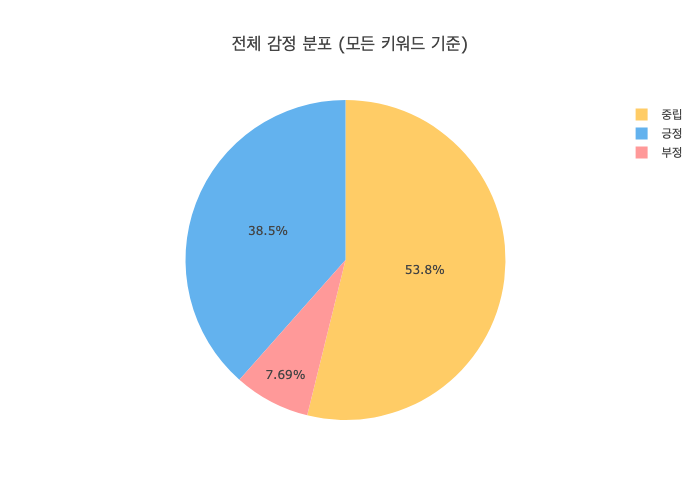 전체 감정 분포 (모든 키워드 기준)
중립
긍정
부정
38.5%
53.8%
7.69%